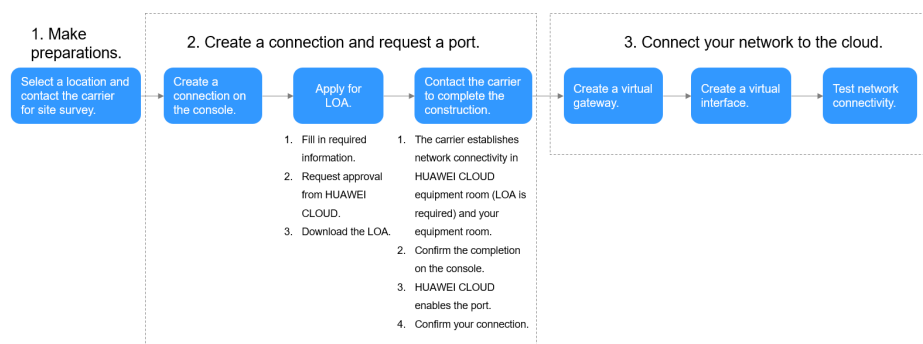 1. Make
preparations.
2. Create a connection and request a port.
3. Connect your network to the cloud.
Select a location and
contact the carrier
for site survey.
Create a
connection on
the console.
Apply for
LOA.
Contact the carrier
to complete the
construction.
Create a virtual
gateway.
Create a virtual
interface.
Test network
connectivity.
1. Fill in required
information.
2. Request approval
from HUAWEI
CLOUD.
3. Download the LOA.
1. The carrier establishes
network connectivity in
HUAWEI CLOUD
equipment room (LOA is
required) and your
equipment room.
2. Confirm the completion
on the console.
3. HUAWEI CLOUD
enables the port.
4. Confirm your connection.